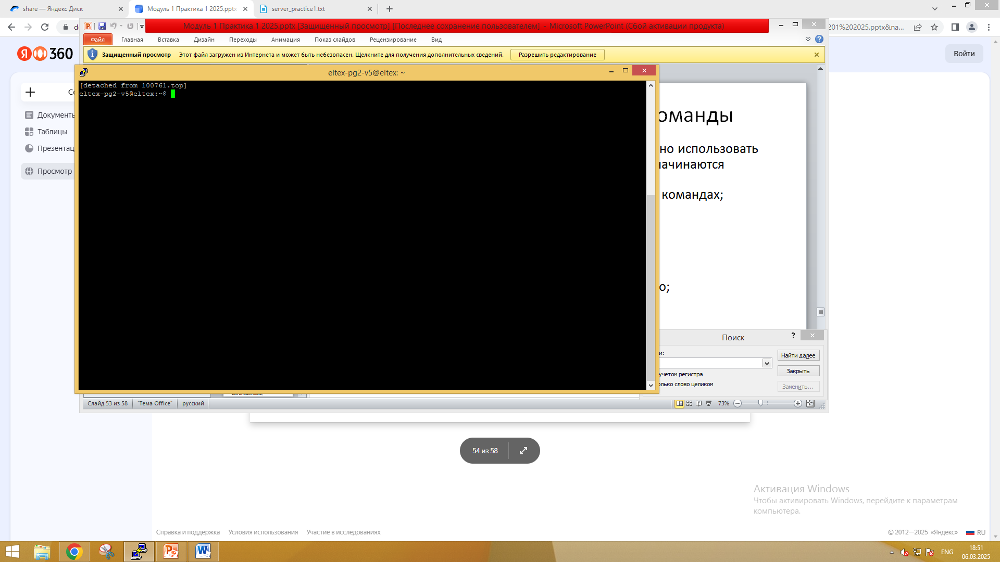 share — Яндекс Диск
Модуль 1 Практика 1 2025.pptx
server_practice1.txt
201%202025.pptx&na...
Модуль 1 Практика 1 2025.pptx [Защищенный просмотр] [Последнее сохранение пользователем] - Microsoft PowerPoint (Сбой активации продукта)
Файл Главная Вставка Дизайн Переходы Анимация Показ слайдов Рецензирование Вид
Защищенный просмотр Этот файл загружен из Интернета и может быть небезопасен. Щелкните для получения дополнительных сведений. Разрешить редактирование
Я 360
Войти
eltex-pg2-v5@eltex: ~
[detached from 100761.top]
eltex-pg2-v5@eltex:~$
Документы
Таблицы
Презентац
Просмотр
оманды
но использовать
начинаются
командах;
о;
Поиск
?
и:
Найти далее
учетом регистра
Закрыть
олько слово целиком
Заменить...
Слайд 53 из 58 "Тема Office" русский
73%
54 из 58
Активация Windows
Чтобы активировать Windows, перейдите к параметрам
компьютера.
Справка и поддержка Условия использования Участие в исследованиях
© 2012—2025 «Яндекс» RU
ENG
18:51
06.03.2025